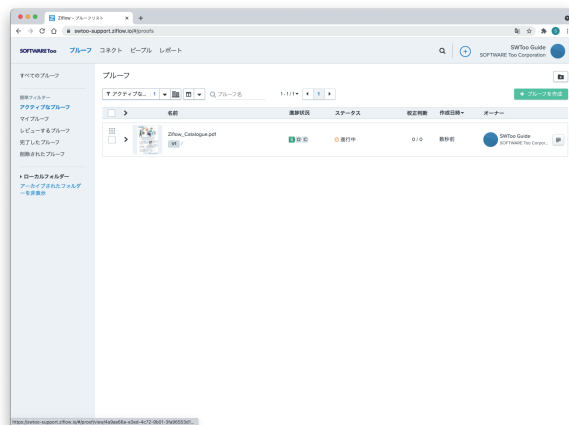 Ziflow - プルーフリスト
swtoo-support.ziflow.io/#/proofs
SOFTWARE Too プルーフ コネクト ピープル レポート
SWToo Guide
SOFTWARE Too Corporation
すべてのプルーフ
簡単フィルター
アクティブなプルーフ
マイプルーフ
レビューするプルーフ
完了したプルーフ
削除されたプルーフ
ローカルフォルダー
アーカイブされたフォルダ
ーを非表示
プルーフ
アクティブな... 1 プルーフ名 1-1 / 1 1 + プルーフを作成
名前 進捗状況 ステータス 校正判断 作成日時 オーナー
Ziflow_Catalogue.pdf
V1 /
S O C 進行中 0 / 0 数秒前
SWToo Guide
SOFTWARE Too Corpor...